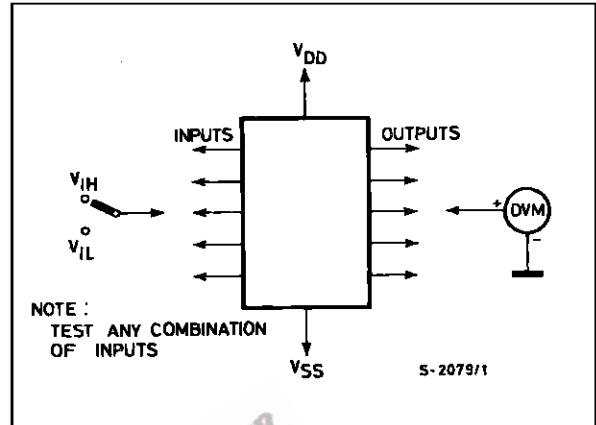 VDD
INPUTS
OUTPUTS
VIH
VIL
+
DVM
-
NOTE :
TEST ANY COMBINATION
OF INPUTS
VSS
S-2079/1